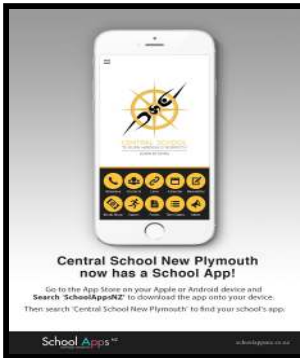 CENTRAL SCHOOL
Central School New Plymouth
now has a School App!
Go to the App Store on your Apple or Android device and
Search 'SchoolAppsNZ' to download the app onto your device.
Then search 'Central School New Plymouth' to find your school's app.
School Apps NZ
schoolappsnz.co.nz